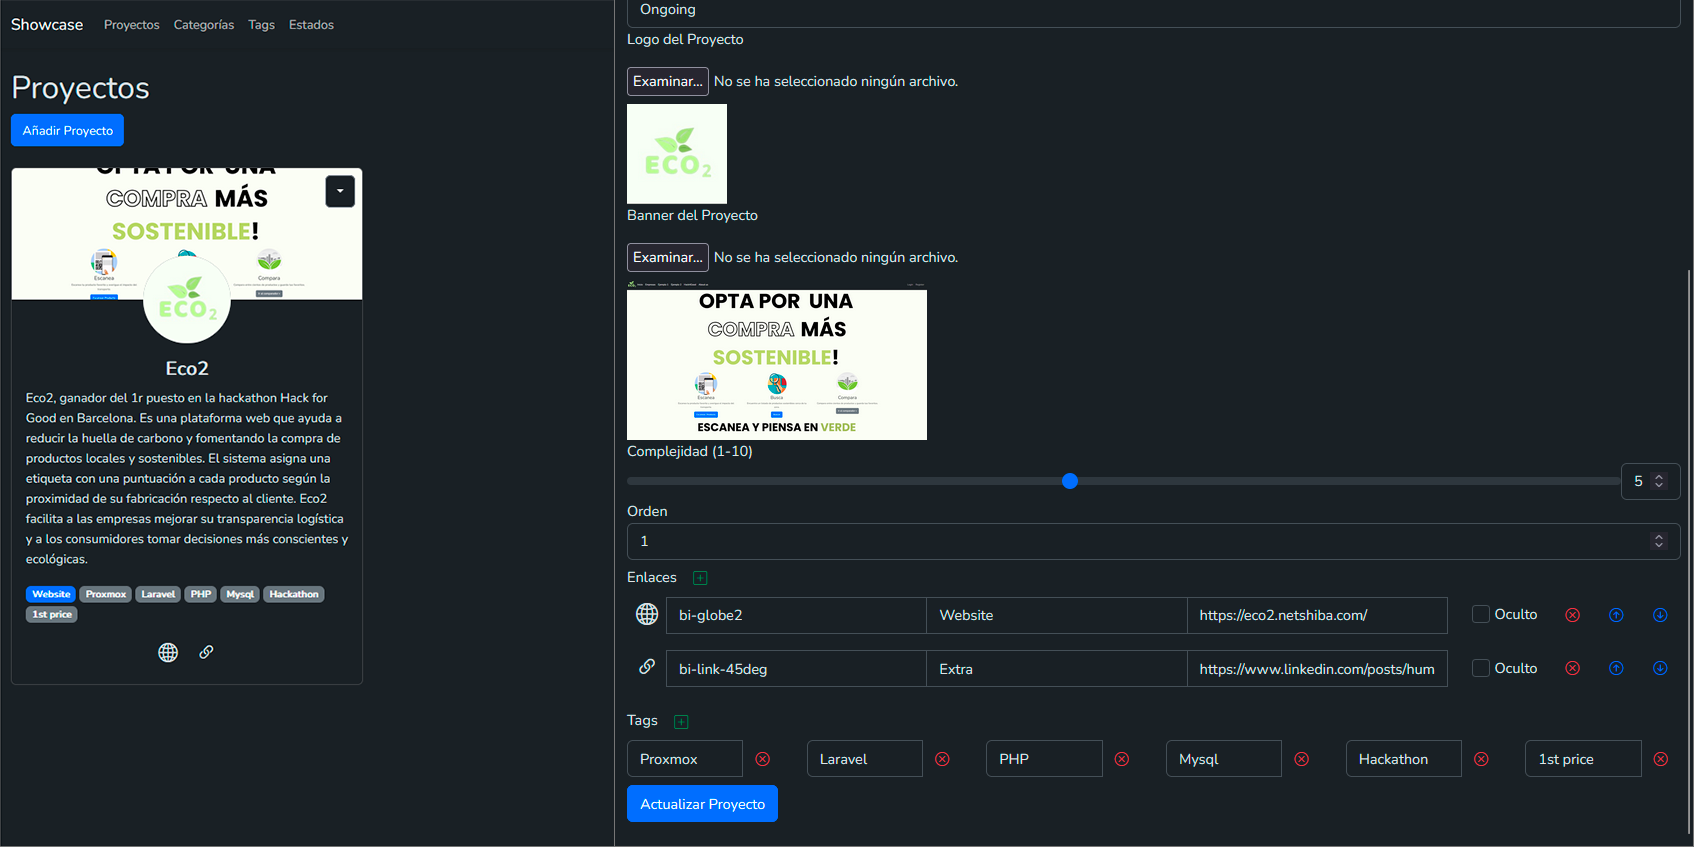 Showcase Proyectos Categorías Tags Estados
Proyectos
Añadir Proyecto
OPTA POR UNA
COMPRA MÁS
SOSTENIBLE!
Escanea
Compara
ECO2
Eco2
Eco2, ganador del 1r puesto en la hackathon Hack for
Good en Barcelona. Es una plataforma web que ayuda a
reducir la huella de carbono y fomentando la compra de
productos locales y sostenibles. El sistema asigna una
etiqueta con una puntuación a cada producto según la
proximidad de su fabricación respecto al cliente. Eco2
facilita a las empresas mejorar su transparencia logística
y a los consumidores tomar decisiones más conscientes y
ecológicas.
Website Proxmox Laravel PHP Mysql Hackathon
1st price
Ongoing
Logo del Proyecto
Examinar... No se ha seleccionado ningún archivo.
ECO2
Banner del Proyecto
Examinar... No se ha seleccionado ningún archivo.
OPTA POR UNA
COMPRA MÁS
SOSTENIBLE!
Escanea Busca Compara
ESCANEA Y PIENSA EN VERDE
Complejidad (1-10)
5
Orden
1
Enlaces
bi-globe2 Website https://eco2.netshiba.com/ Oculto
bi-link-45deg Extra https://www.linkedin.com/posts/hum Oculto
Tags
Proxmox Laravel PHP Mysql Hackathon 1st price
Actualizar Proyecto